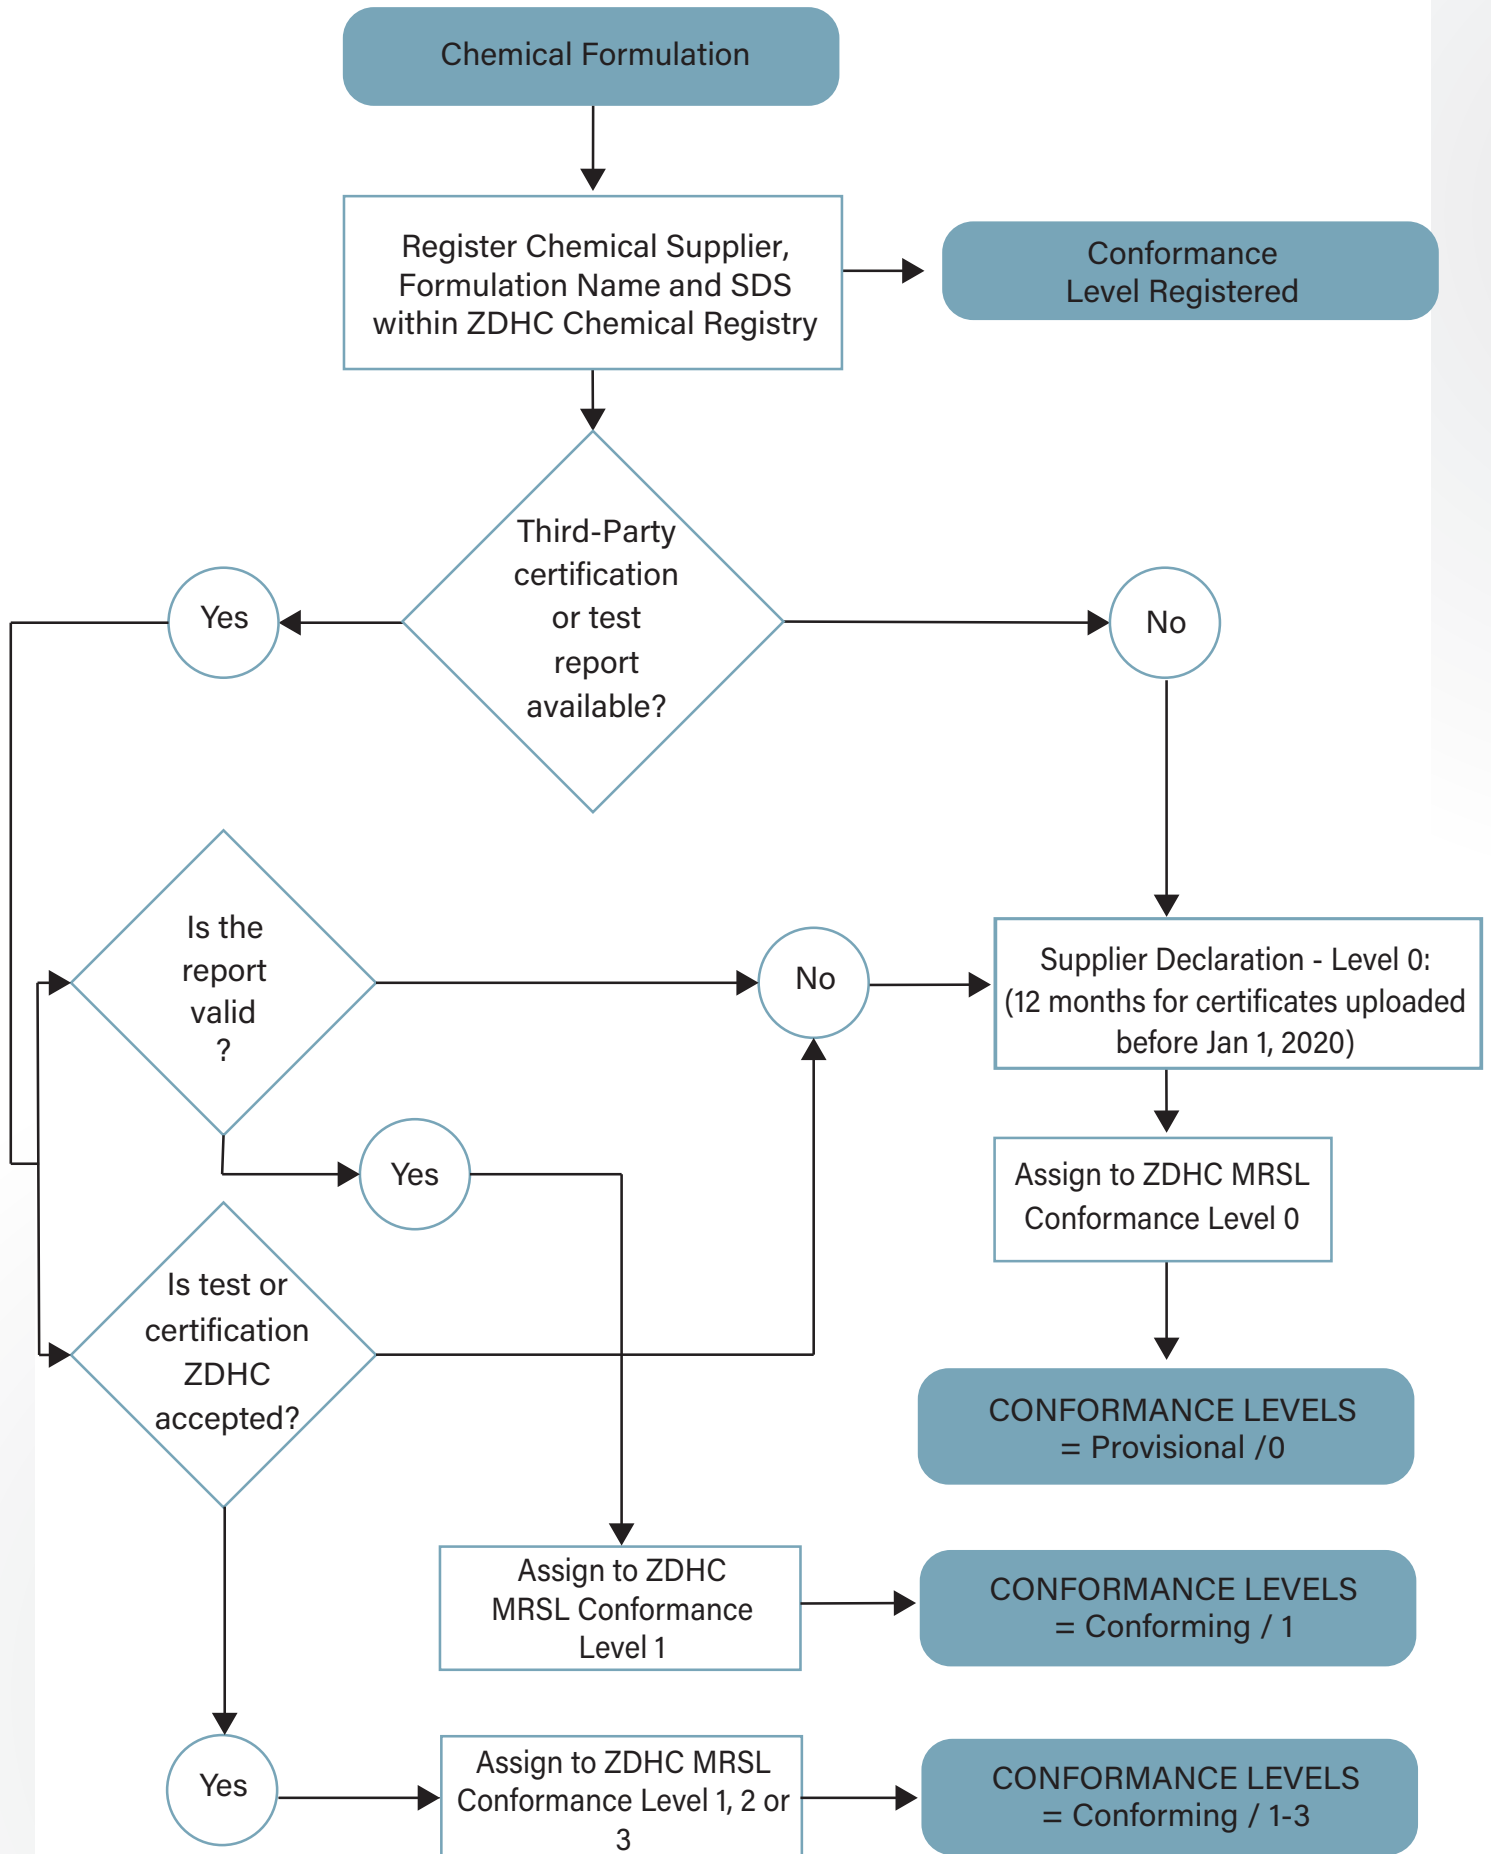 Chemical Formulation
Register Chemical Supplier,
Formulation Name and SDS
within ZDHC Chemical Registry
Conformance
Level Registered
Third-Party
certification
or test
report
available?
Yes
No
Is the
report
valid
?
No
Supplier Declaration - Level 0:
(12 months for certificates uploaded
before Jan 1, 2020)
Yes
Assign to ZDHC MRSL
Conformance Level 0
Is test or
certification
ZDHC
accepted?
CONFORMANCE LEVELS
= Provisional /0
Assign to ZDHC
MRSL Conformance
Level 1
CONFORMANCE LEVELS
= Conforming / 1
Yes
Assign to ZDHC MRSL
Conformance Level 1, 2 or
3
CONFORMANCE LEVELS
= Conforming / 1-3